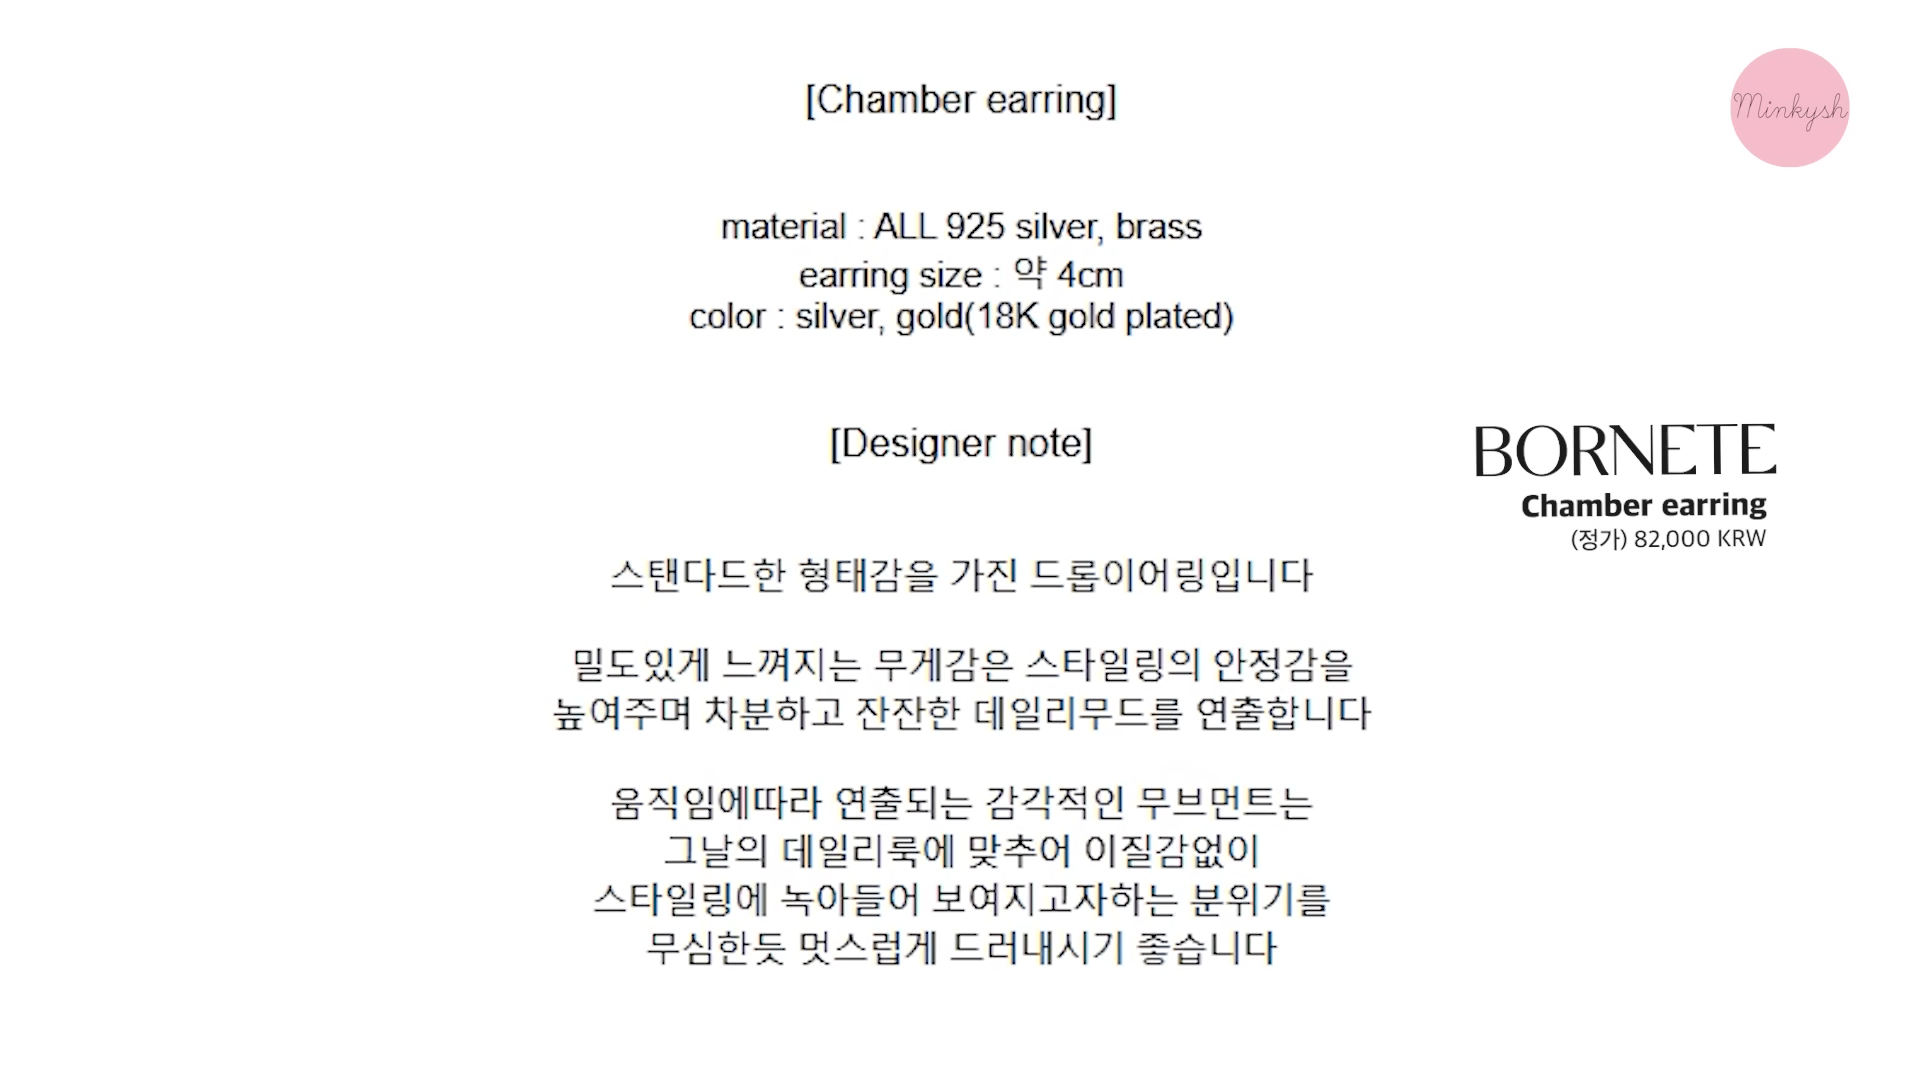 [Chamber earring]
Minkysh
material : ALL 925 silver, brass
earring size : 약 4cm
color : silver, gold(18K gold plated)
[Designer note]
BORNETE
Chamber earring
(정가) 82,000 KRW
스탠다드한 형태감을 가진 드롭이어링입니다
밀도있게 느껴지는 무게감은 스타일링의 안정감을
높여주며 차분하고 잔잔한 데일리무드를 연출합니다
움직임에따라 연출되는 감각적인 무브먼트는
그날의 데일리룩에 맞추어 이질감없이
스타일링에 녹아들어 보여지고자하는 분위기를
무심한듯 멋스럽게 드러내시기 좋습니다